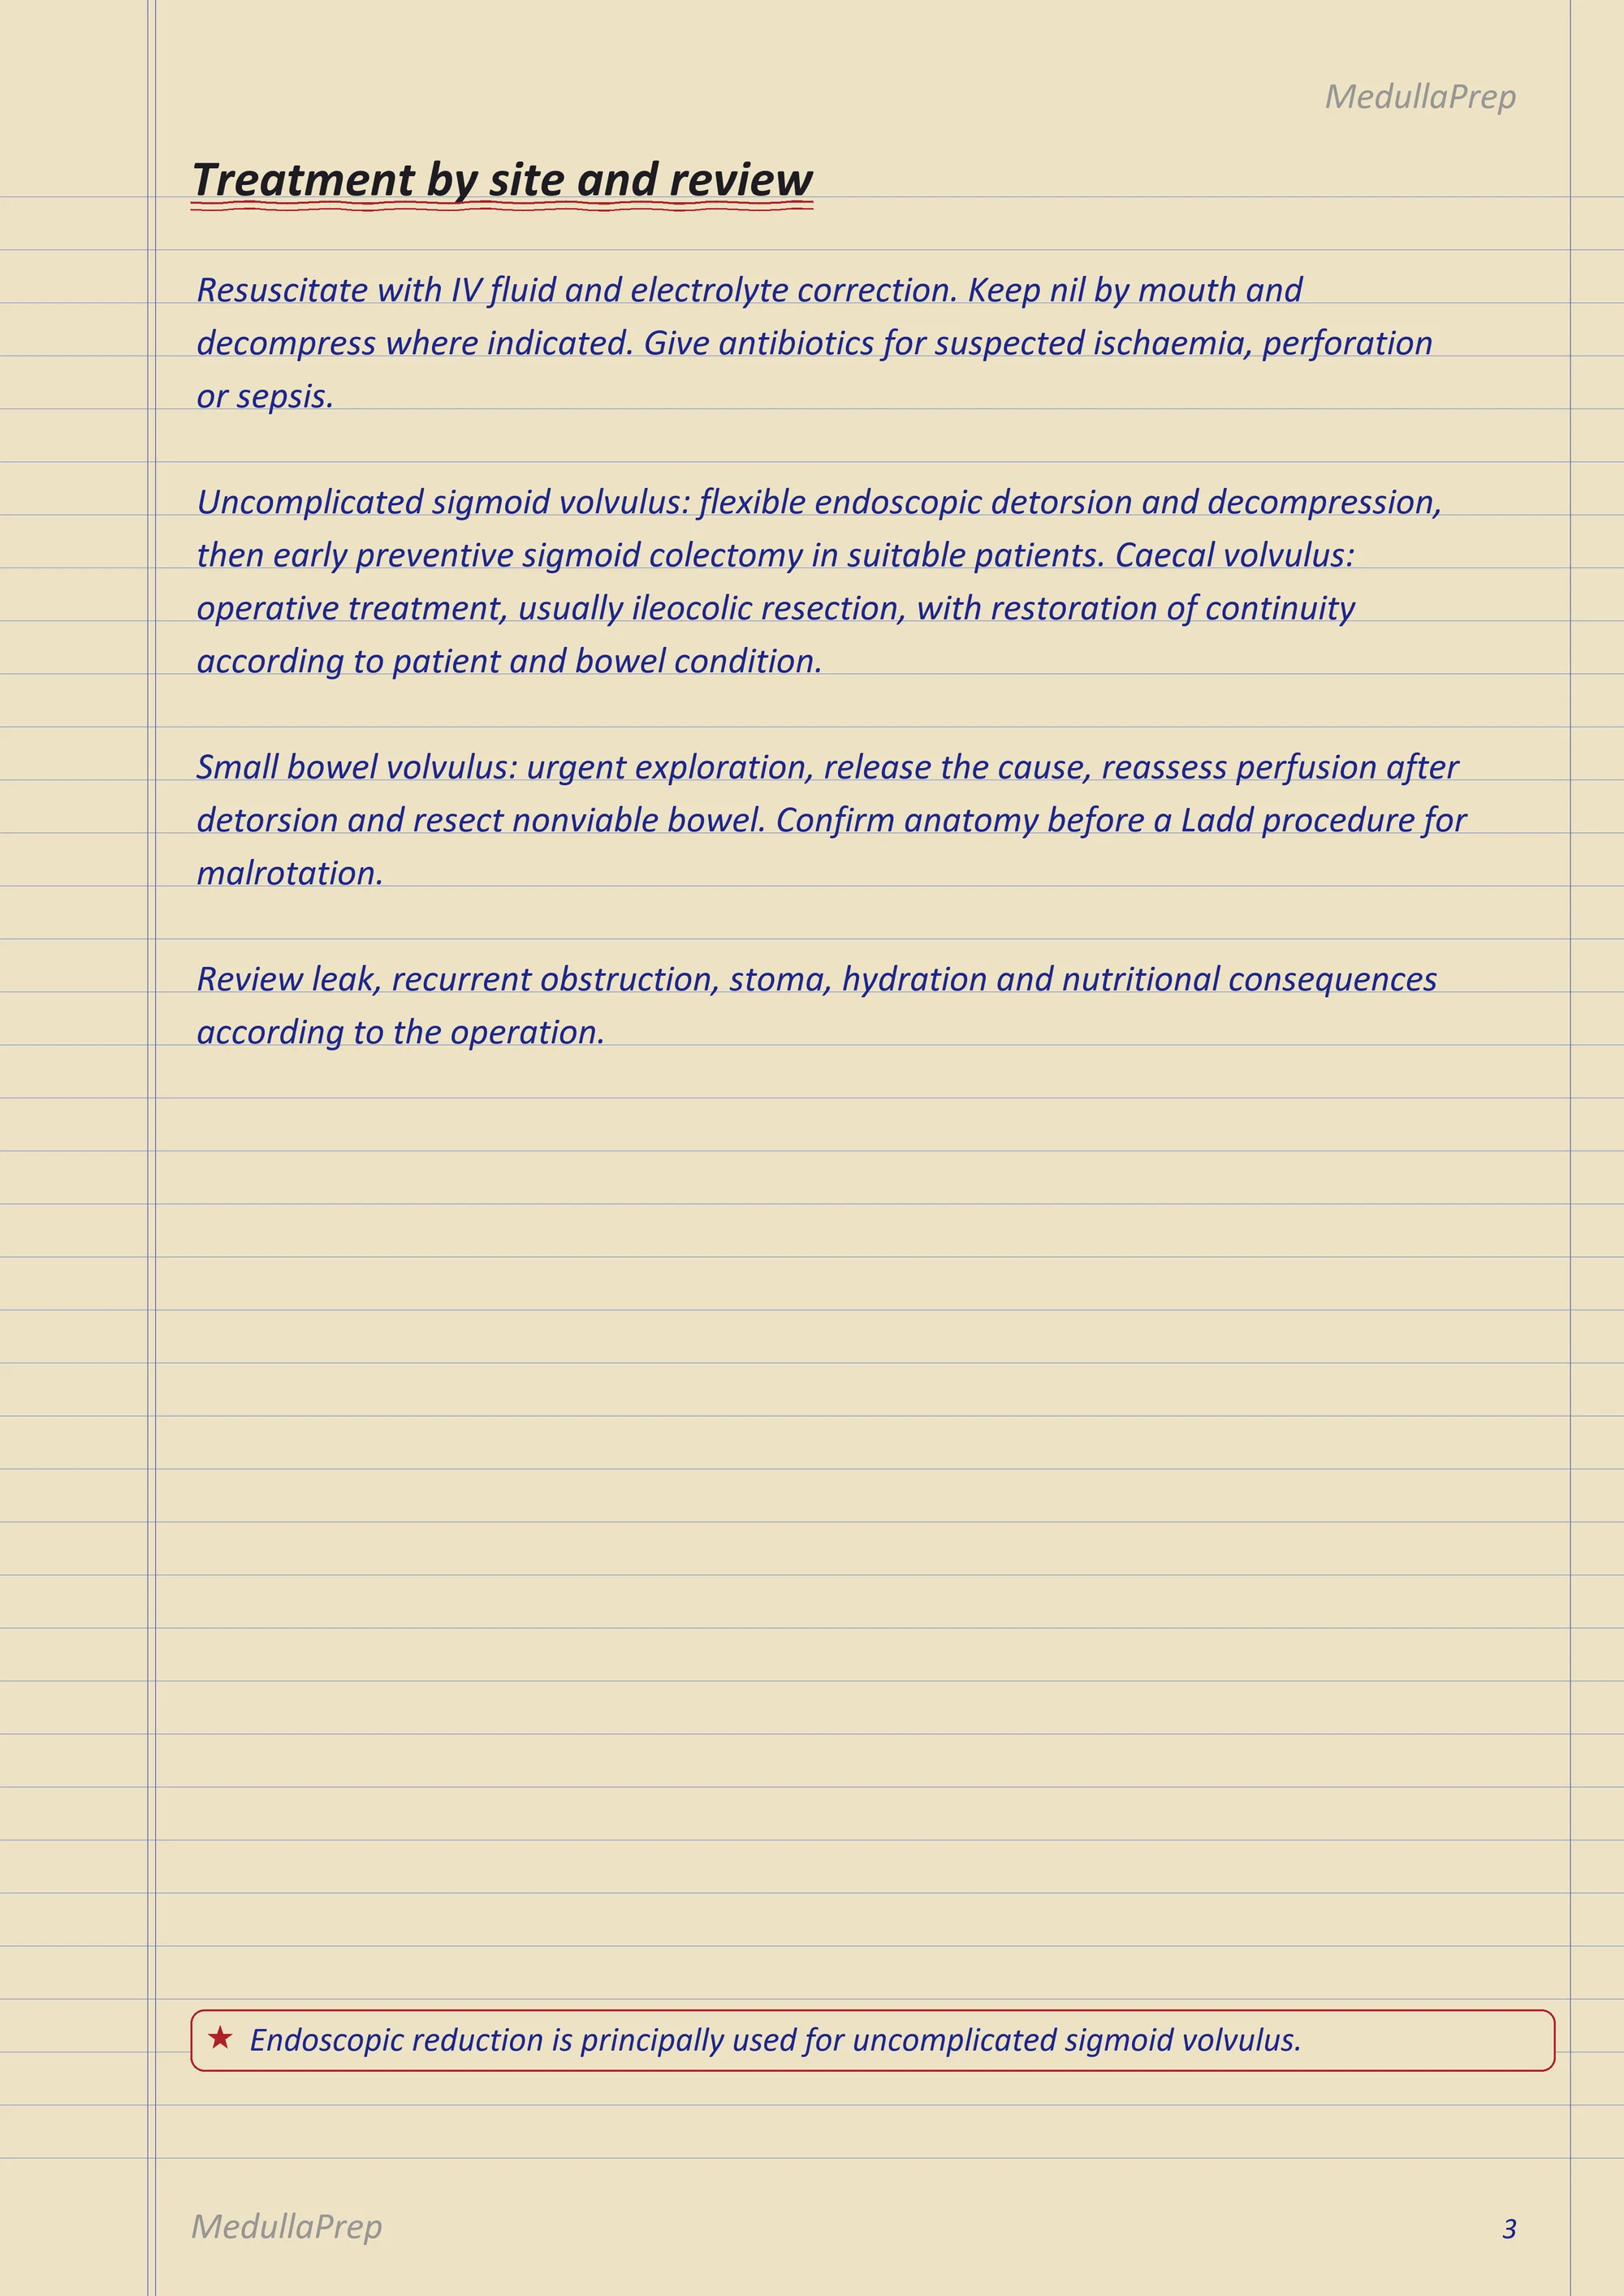 MedullaPrep
Treatment by site and review
Resuscitate with IV fluid and electrolyte correction. Keep nil by mouth and
decompress where indicated. Give antibiotics for suspected ischaemia, perforation
or sepsis.
Uncomplicated sigmoid volvulus: flexible endoscopic detorsion and decompression,
then early preventive sigmoid colectomy in suitable patients. Caecal volvulus:
operative treatment, usually ileocolic resection, with restoration of continuity
according to patient and bowel condition.
Small bowel volvulus: urgent exploration, release the cause, reassess perfusion after
detorsion and resect nonviable bowel. Confirm anatomy before a Ladd procedure for
malrotation.
Review leak, recurrent obstruction, stoma, hydration and nutritional consequences
according to the operation.
★ Endoscopic reduction is principally used for uncomplicated sigmoid volvulus.
MedullaPrep
3